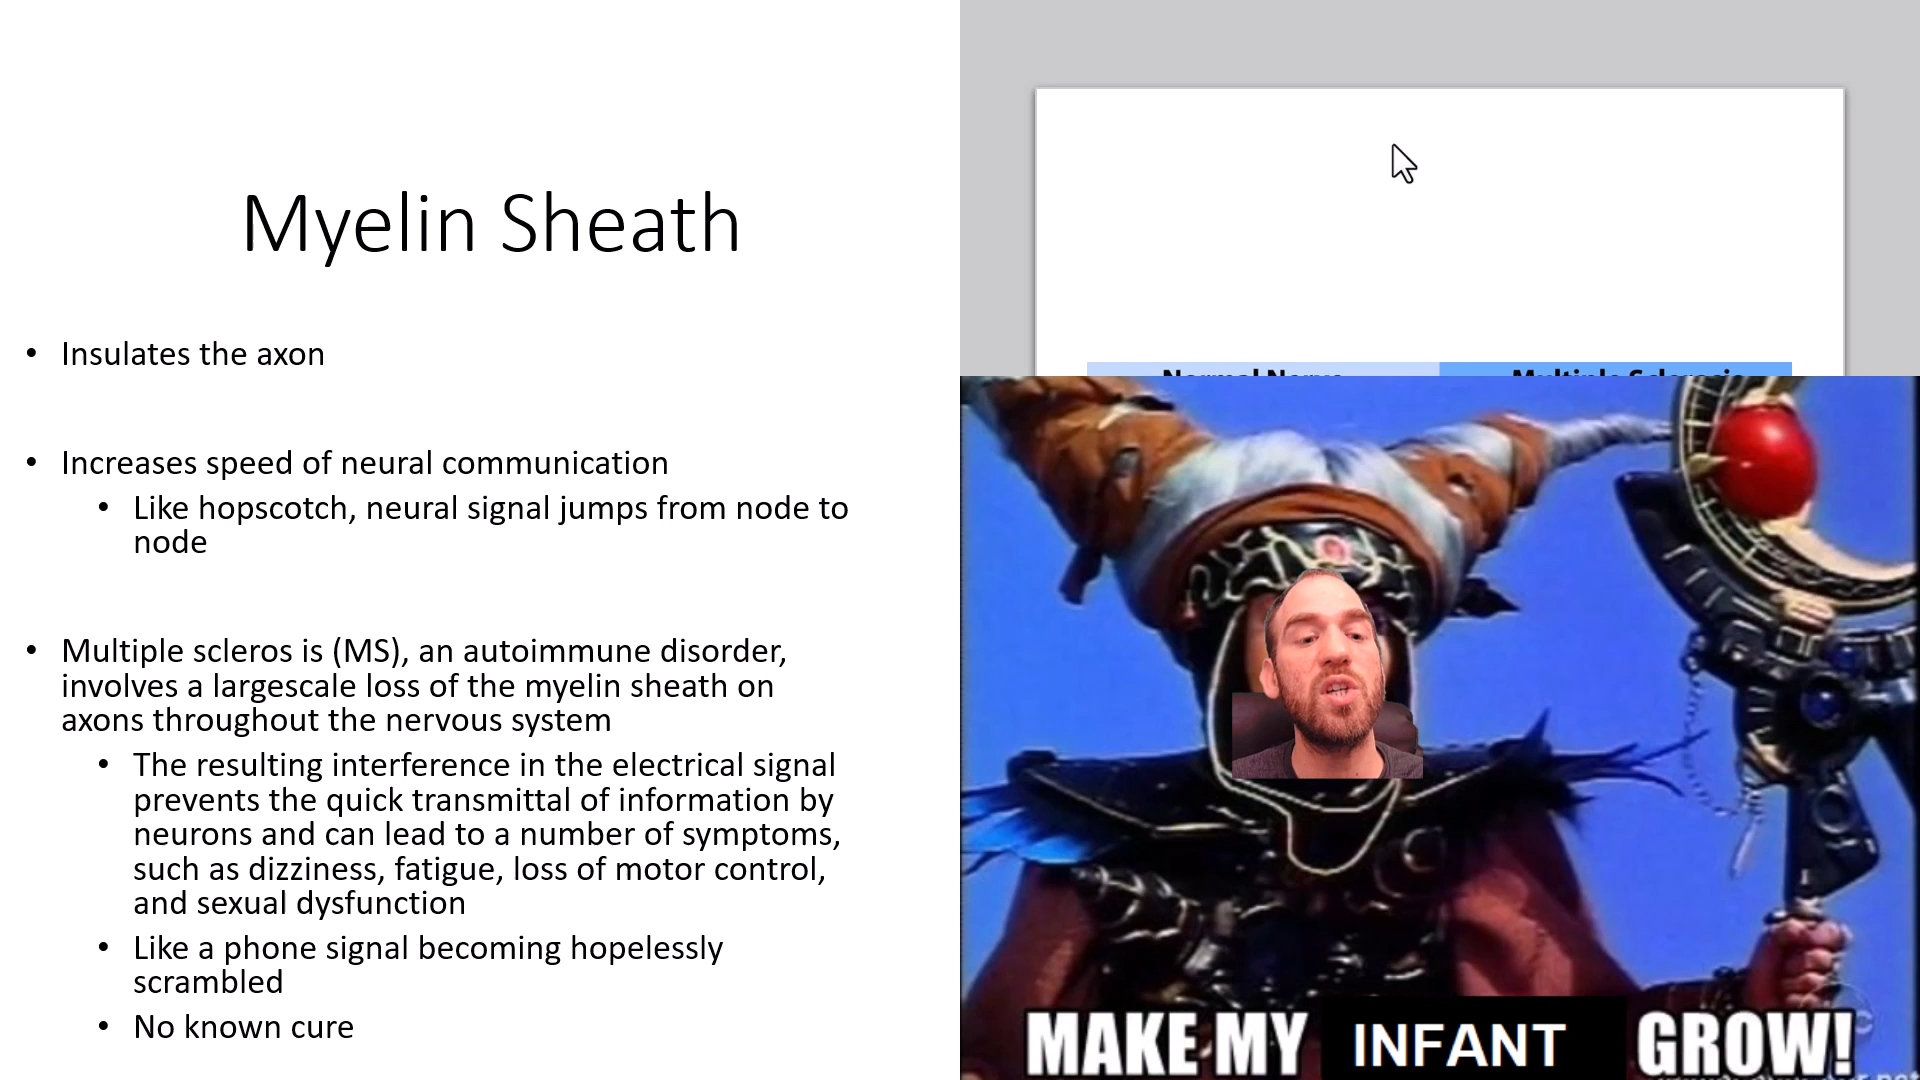 Myelin Sheath
• Insulates the axon
• Increases speed of neural communication
• Like hopscotch, neural signal jumps from node to
node
• Multiple scleros is (MS), an autoimmune disorder,
involves a largescale loss of the myelin sheath on
axons throughout the nervous system
• The resulting interference in the electrical signal
prevents the quick transmittal of information by
neurons and can lead to a number of symptoms,
such as dizziness, fatigue, loss of motor control,
and sexual dysfunction
• Like a phone signal becoming hopelessly
scrambled
• No known cure
Normal Nerve Multiple Sclerosis
MAKE MY INFANT GROW!